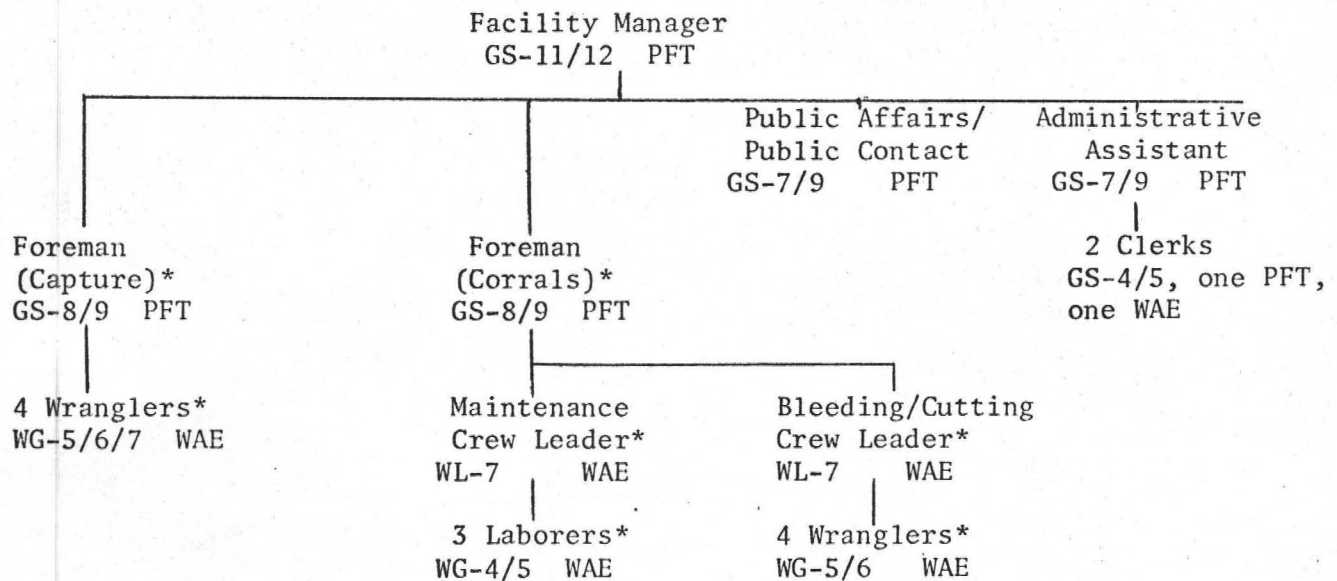 Facility Manager
GS-11/12 PFT
Public Affairs/
Public Contact
GS-7/9 PFT
Administrative
Assistant
GS-7/9 PFT
2 Clerks
GS-4/5, one PFT,
one WAE
Foreman
(Capture)*
GS-8/9 PFT
4 Wranglers*
WG-5/6/7 WAE
Foreman
(Corrals)*
GS-8/9 PFT
Maintenance
Crew Leader*
WL-7 WAE
3 Laborers*
WG-4/5 WAE
Bleeding/Cutting
Crew Leader*
WL-7 WAE
4 Wranglers*
WG-5/6 WAE